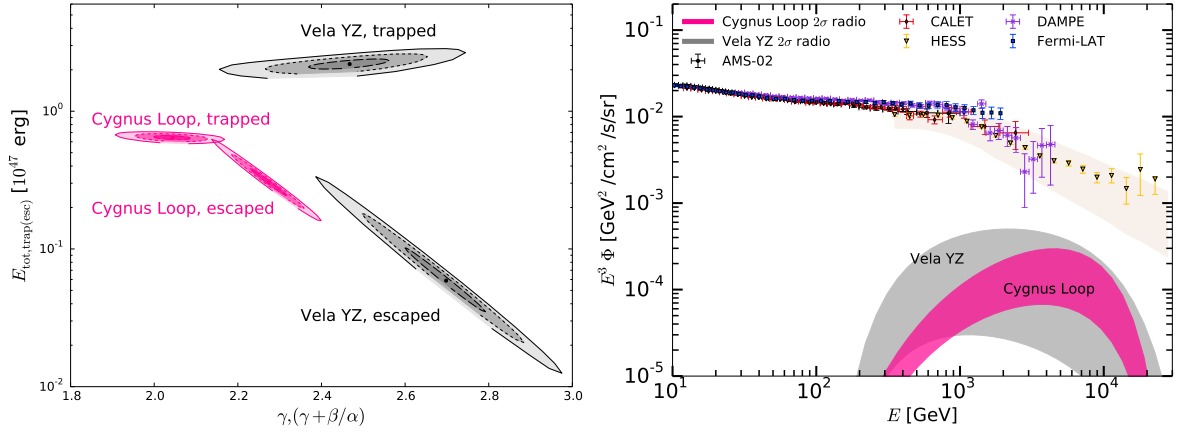 Vela YZ, trapped
Cygnus Loop, trapped
Cygnus Loop, escaped
Vela YZ, escaped
E_tot,trap(esc) [10^47 erg]
10^0
10^-1
10^-2
1.8 2.0 2.2 2.4 2.6 2.8 3.0
γ,(γ+β/α)
Cygnus Loop 2σ radio
Vela YZ 2σ radio
AMS-02
CALET
HESS
DAMPE
Fermi-LAT
Vela YZ
Cygnus Loop
E^3 Φ [GeV^2 /cm^2 /s/sr]
10^-1
10^-2
10^-3
10^-4
10^-5
10^1 10^2 10^3 10^4
E [GeV]